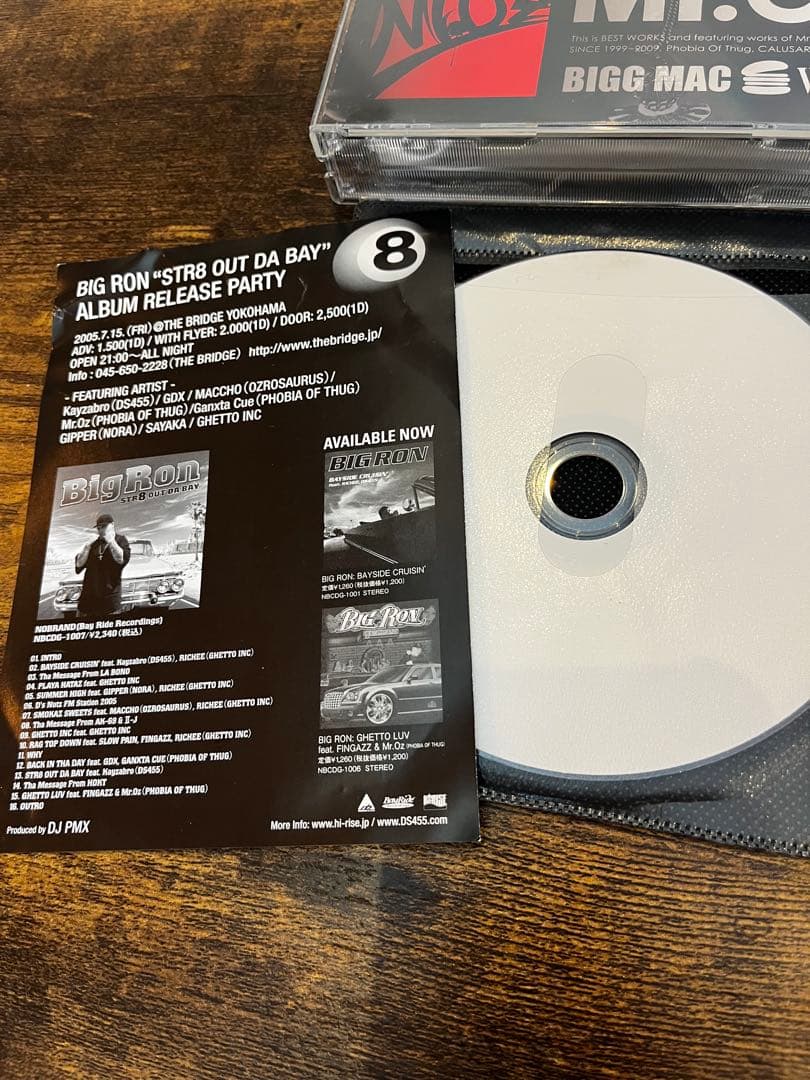 Mr.Oz
Mr.O
This is BEST WORKS and featuring works of Mr
SINCE 1999~2009, Phobia Of Thug, CALUSAR
BIGG MAC
8
BIG RON “STR8 OUT DA BAY”
ALBUM RELEASE PARTY
2005.7.15.(FRI)@THE BRIDGE YOKOHAMA
ADV: 1.500(1D) / WITH FLYER: 2.000(1D) / DOOR: 2,500(1D)
OPEN 21:00〜ALL NIGHT
Info : 045-650-2228(THE BRIDGE) http://www.thebridge.jp/
- FEATURING ARTIST -
Kayzabro(DS455)/ GDX / MACCHO(OZROSAURUS)/
Mr.Oz(PHOBIA OF THUG)/Ganxta Cue(PHOBIA OF THUG)
GIPPER(NORA)/ SAYAKA / GHETTO INC
Big Ron
STR8 OUT DA BAY
NOBRAND(Bay Ride Recordings)
NBCDG-1007/¥2,340(税込)
01. INTRO
02. BAYSIDE CRUISIN' feat. Kayzabro(DS455), RICHEE(GHETTO INC)
03. Tha Message From LA BONO
04. PLAYA HATAZ feat. GHETTO INC
05. SUMMER HIGH feat. GIPPER(NORA), RICHEE(GHETTO INC)
06. D's Nutz FM Station 2005
07. SMOKAZ SWEETS feat. MACCHO(OZROSAURUS), RICHEE(GHETTO INC)
08. Tha Message From AK-69 & Ⅱ-J
09. GHETTO INC feat. GHETTO INC
10. RAG TOP DOWN feat. SLOW PAIN, FINGAZZ, RICHEE(GHETTO INC)
11. WHY
12. BACK IN THA DAY feat. GDX, GANXTA CUE(PHOBIA OF THUG)
13. STR8 OUT DA BAY feat. Kayzabro(DS455)
14. Tha Message From HOKT
15. GHETTO LUV feat. FINGAZZ & Mr.Oz(PHOBIA OF THUG)
16. OUTRO
Produced by DJ PMX
AVAILABLE NOW
BIG RON
BAYSIDE CRUISIN'
BIG RON: BAYSIDE CRUISIN'
定価¥1,260(税抜価格¥1,200)
NBCDG-1001 STEREO
Big Ron
BIG RON: GHETTO LUV
feat. FINGAZZ & Mr.Oz (PHOBIA OF THUG)
定価¥1,260(税抜価格¥1,200)
NBCDG-1006 STEREO
BayRide
More Info: www.hi-rise.jp / www.DS455.com